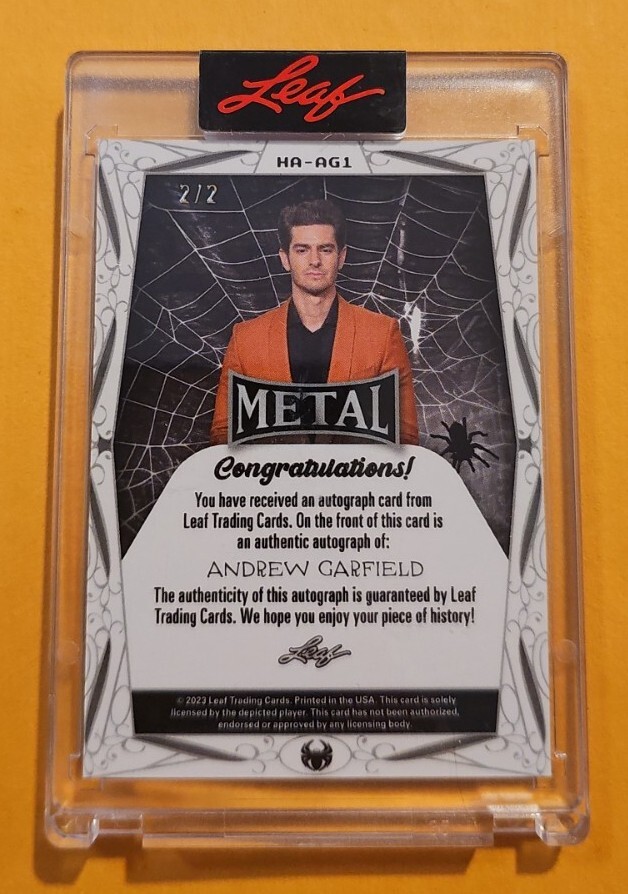 Leaf
HA-AG1
2/2
METAL
Congratulations!
You have received an autograph card from
Leaf Trading Cards. On the front of this card is
an authentic autograph of:
ANDREW GARFIELD
The authenticity of this autograph is guaranteed by Leaf
Trading Cards. We hope you enjoy your piece of history!
Leaf
© 2023 Leaf Trading Cards. Printed in the USA. This card is solely
licensed by the depicted player. This card has not been authorized,
endorsed or approved by any licensing body.